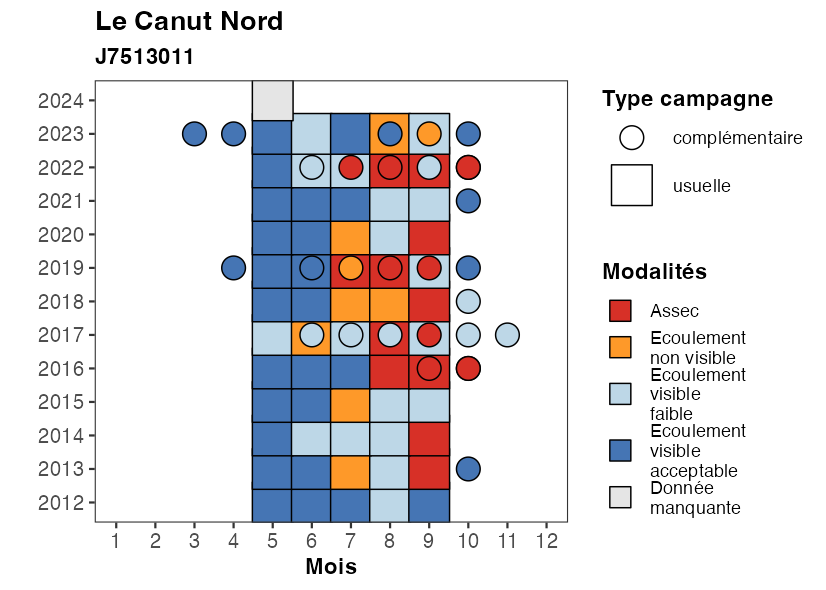 Le Canut Nord
J7513011
2024
2023
2022
2021
2020
2019
2018
2017
2016
2015
2014
2013
2012
1 2 3 4 5 6 7 8 9 10 11 12
Mois
Type campagne
complémentaire
usuelle
Modalités
Assec
Ecoulement
non visible
Ecoulement
visible
faible
Ecoulement
visible
acceptable
Donnée
manquante